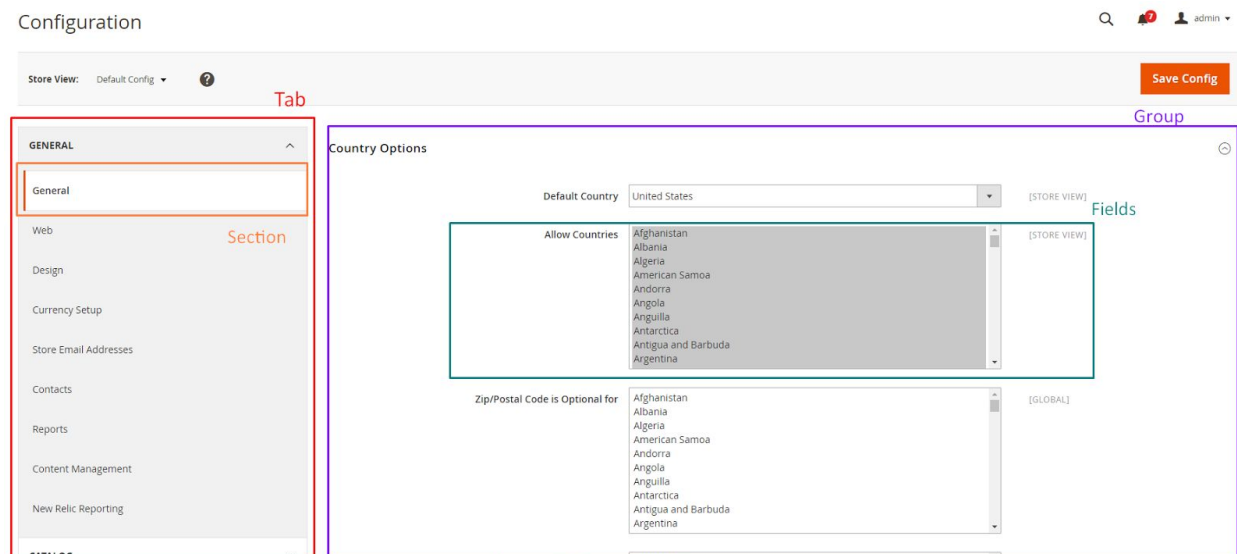 Configuration
7
admin
Store View: Default Config ?
Save Config
Tab
Group
GENERAL
General
Section
Web
Design
Currency Setup
Store Email Addresses
Contacts
Reports
Content Management
New Relic Reporting
CATALOG
Country Options
Default Country United States [STORE VIEW]
Fields
Allow Countries Afghanistan [STORE VIEW]
Albania
Algeria
American Samoa
Andorra
Angola
Anguilla
Antarctica
Antigua and Barbuda
Argentina
Zip/Postal Code is Optional for Afghanistan [GLOBAL]
Albania
Algeria
American Samoa
Andorra
Angola
Anguilla
Antarctica
Antigua and Barbuda
Argentina